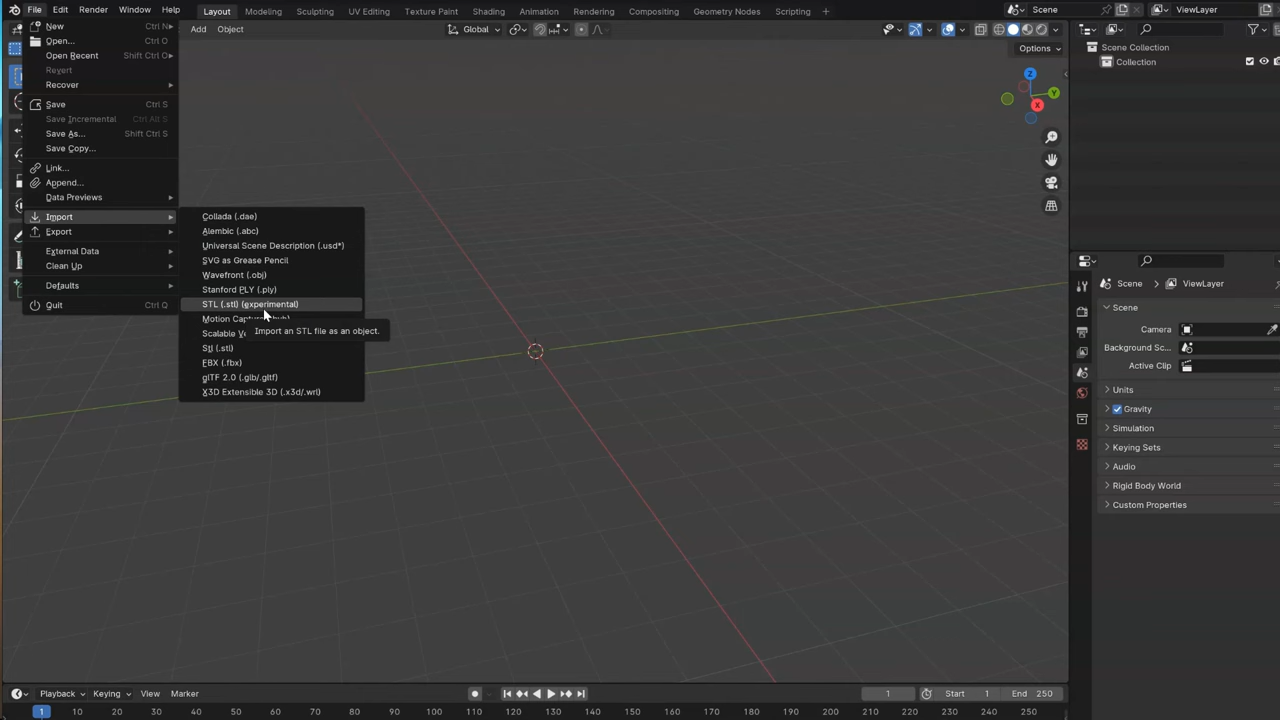 File Edit Render Window Help Layout Modeling Sculpting UV Editing Texture Paint Shading Animation Rendering Compositing Geometry Nodes Scripting + Scene ViewLayer
Add Object Global
Options
New Ctrl N
Open... Ctrl O
Open Recent Shift Ctrl O
Revert
Recover
Save Ctrl S
Save Incremental Ctrl Alt S
Save As... Shift Ctrl S
Save Copy...
Link...
Append...
Data Previews
Import
Export
External Data
Clean Up
Defaults
Quit Ctrl Q
Collada (.dae)
Alembic (.abc)
Universal Scene Description (.usd*)
SVG as Grease Pencil
Wavefront (.obj)
Stanford PLY (.ply)
STL (.stl) (experimental)
Motion
Scalable
Import an STL file as an object.
Stl (.stl)
FBX (.fbx)
glTF 2.0 (.glb/.gltf)
X3D Extensible 3D (.x3d/.wrl)
Z
Y
X
Scene Collection
Collection
Scene ViewLayer
Scene
Camera
Background Sc...
Active Clip
Units
Gravity
Simulation
Keying Sets
Audio
Rigid Body World
Custom Properties
Playback Keying View Marker 1 Start 1 End 250
1 10 20 30 40 50 60 70 80 90 100 110 120 130 140 150 160 170 180 190 200 210 220 230 240 250